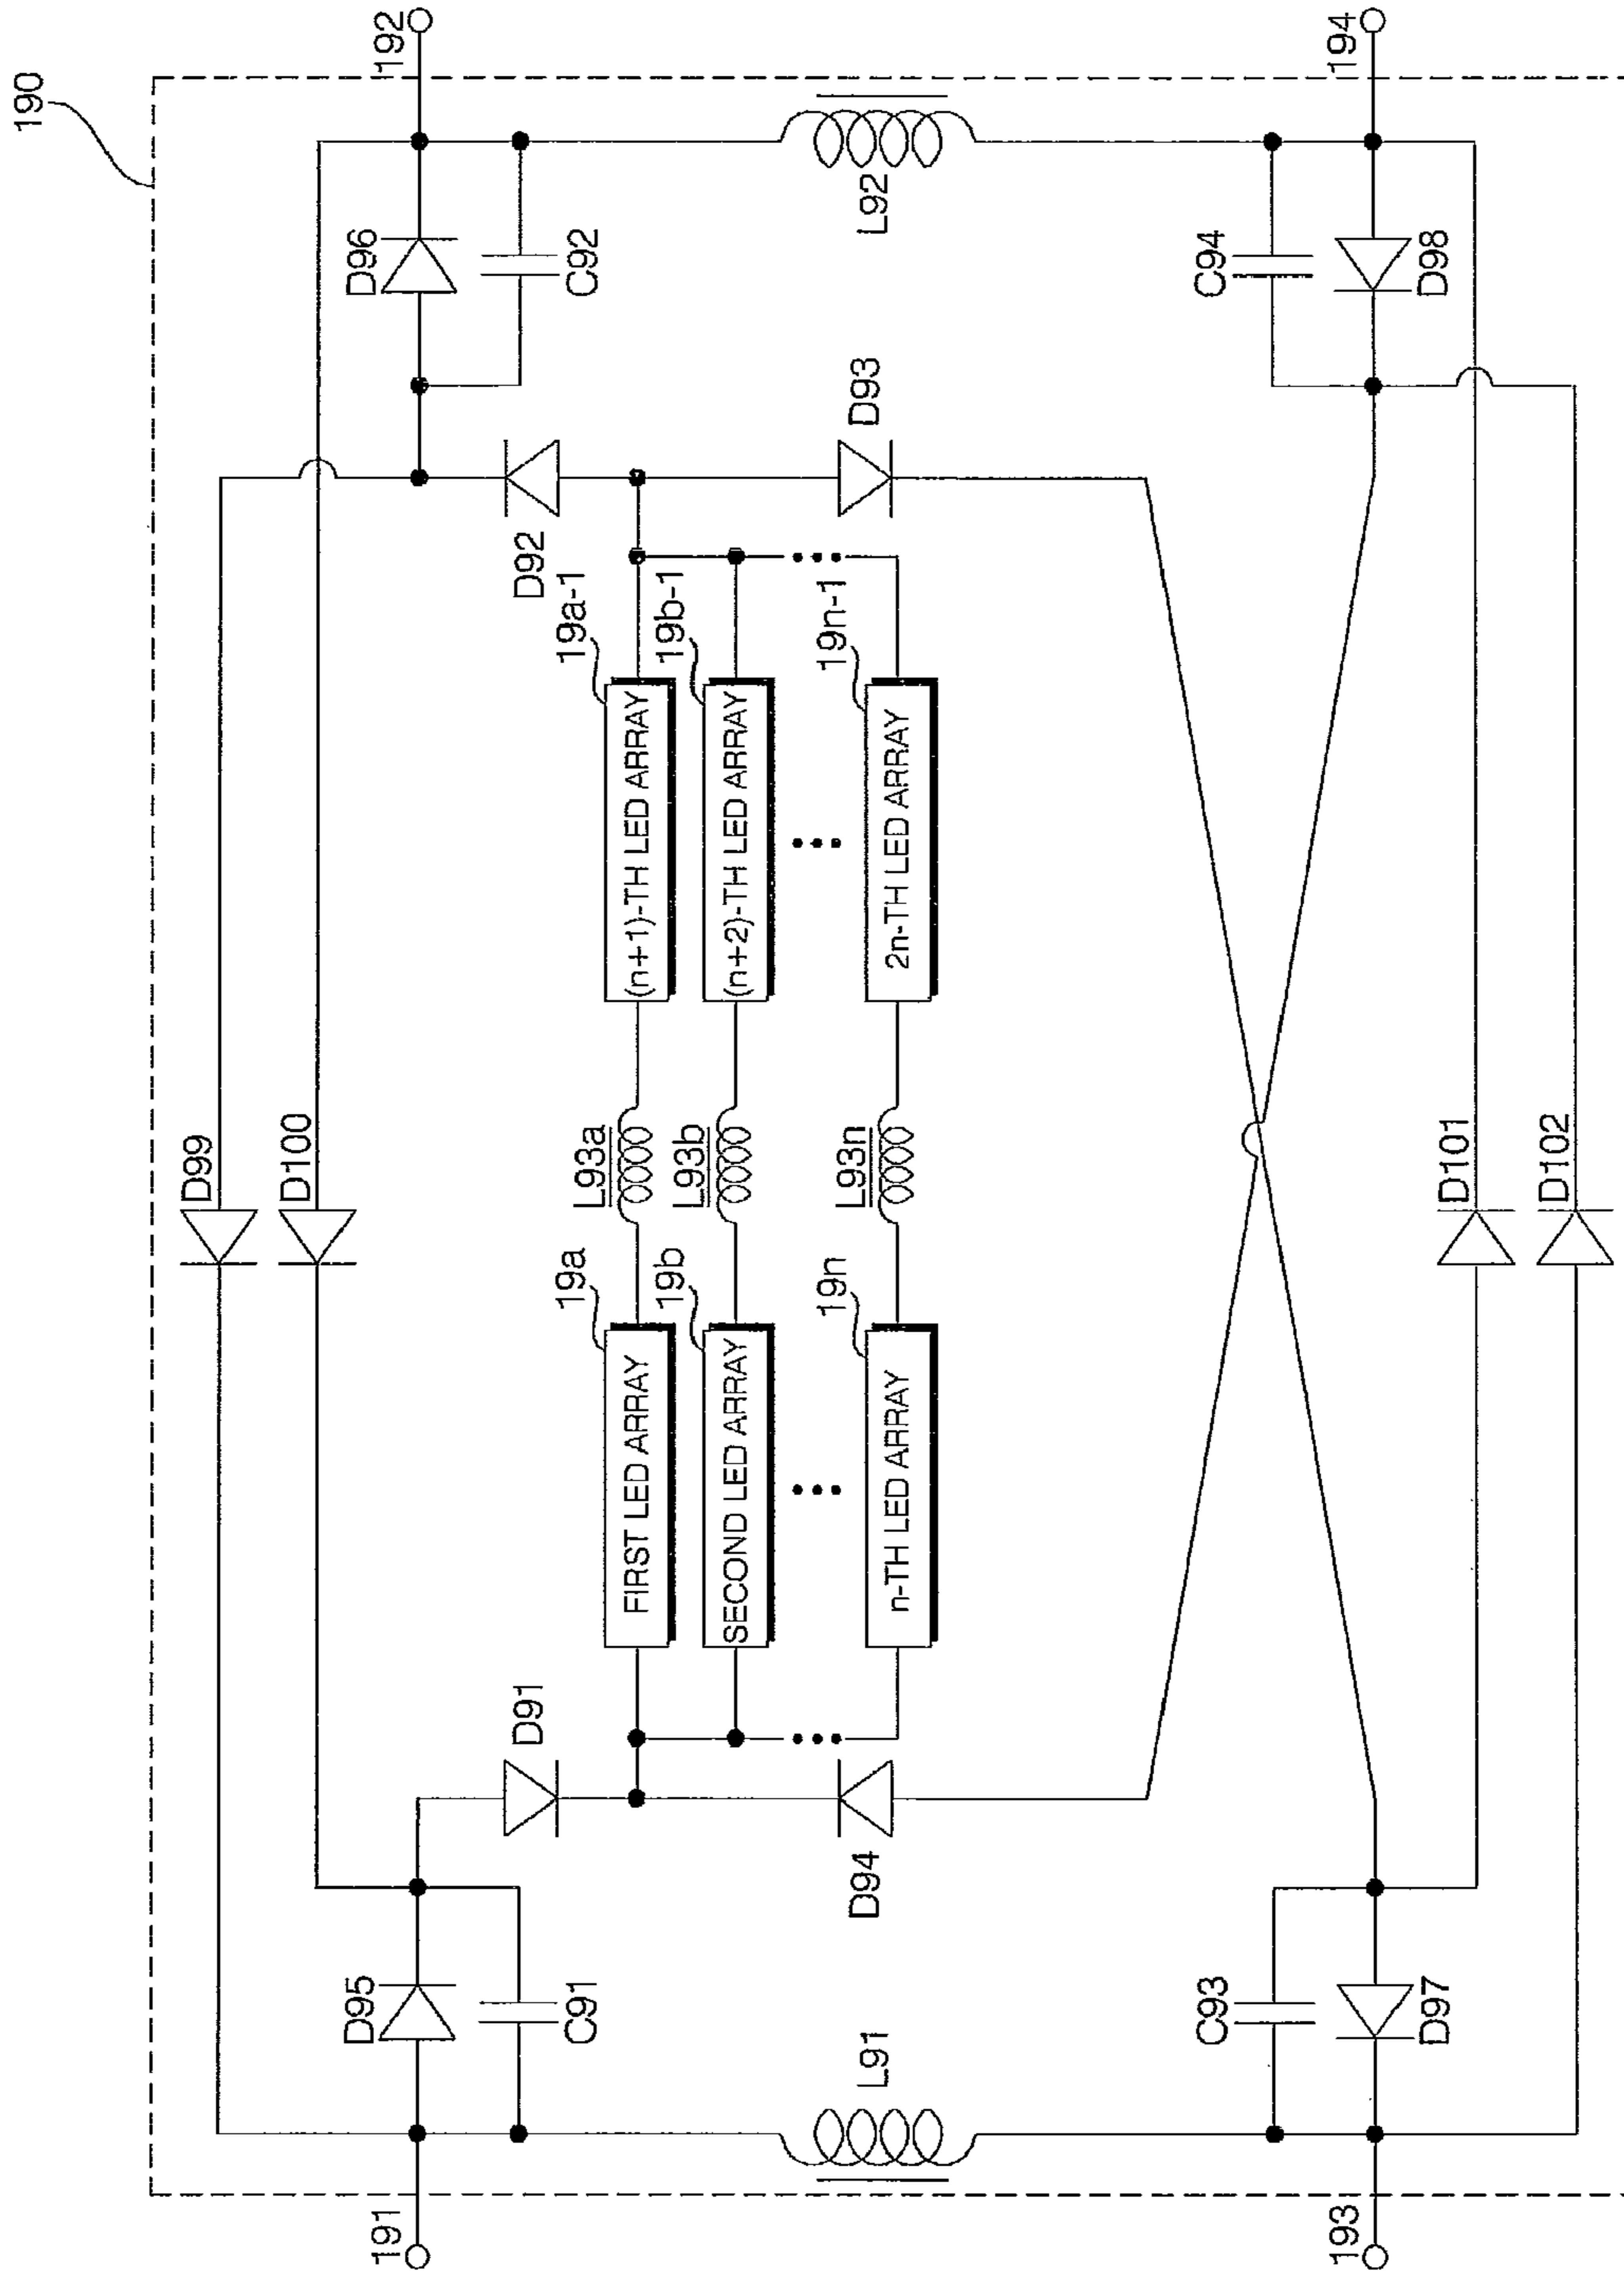 190
191
192
193
194
D99
D100
D95
C91
D96
C92
D91
D92
19a
FIRST LED ARRAY
L93a
19a-1
(n+1)-TH LED ARRAY
19b
SECOND LED ARRAY
L93b
19b-1
(n+2)-TH LED ARRAY
19n
n-TH LED ARRAY
L93n
19n-1
2n-TH LED ARRAY
L91
L92
D94
D93
C93
D97
C94
D98
D101
D102